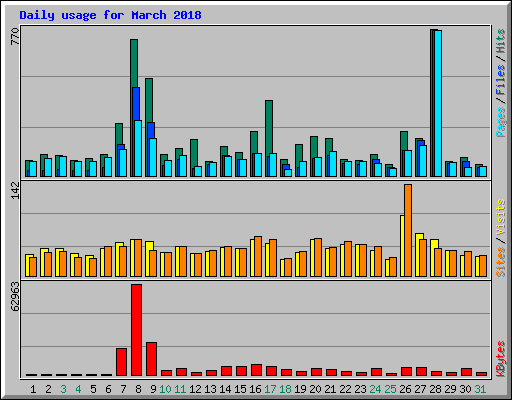 Daily usage for March 2018
770
Pages / Files / Hits
142
Sites / Visits
62963
KBytes
1 2 3 4 5 6 7 8 9 10 11 12 13 14 15 16 17 18 19 20 21 22 23 24 25 26 27 28 29 30 31